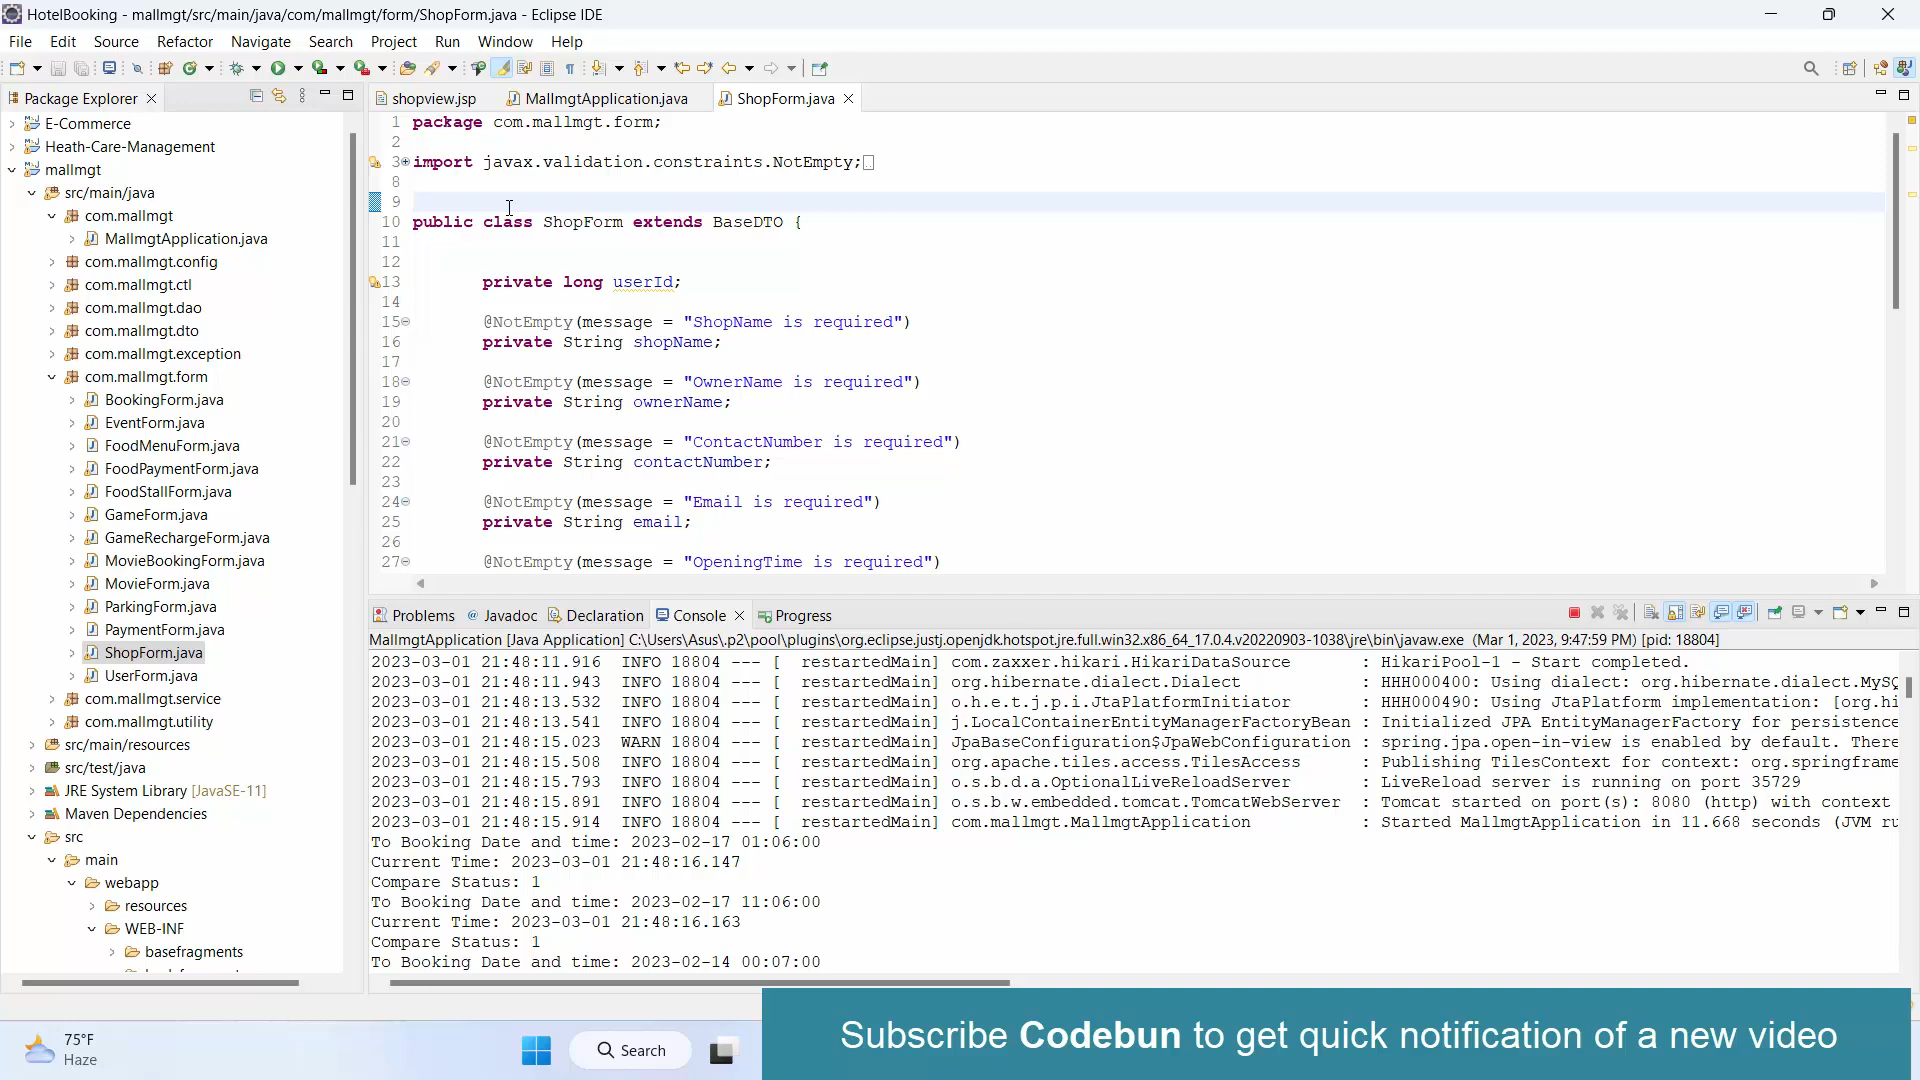 HotelBooking - mallmgt/src/main/java/com/mallmgt/form/ShopForm.java - Eclipse IDE
File Edit Source Refactor Navigate Search Project Run Window Help
Package Explorer
E-Commerce
Heath-Care-Management
mallmgt
src/main/java
com.mallmgt
MallmgtApplication.java
com.mallmgt.config
com.mallmgt.ctl
com.mallmgt.dao
com.mallmgt.dto
com.mallmgt.exception
com.mallmgt.form
BookingForm.java
EventForm.java
FoodMenuForm.java
FoodPaymentForm.java
FoodStallForm.java
GameForm.java
GameRechargeForm.java
MovieBookingForm.java
MovieForm.java
ParkingForm.java
PaymentForm.java
ShopForm.java
UserForm.java
com.mallmgt.service
com.mallmgt.utility
src/main/resources
src/test/java
JRE System Library [JavaSE-11]
Maven Dependencies
src
main
webapp
resources
WEB-INF
basefragments
shopview.jsp MallmgtApplication.java ShopForm.java
1 package com.mallmgt.form;
2
3 import javax.validation.constraints.NotEmpty;
8
9
10 public class ShopForm extends BaseDTO {
11
12
13 private long userId;
14
15 @NotEmpty(message = "ShopName is required")
16 private String shopName;
17
18 @NotEmpty(message = "OwnerName is required")
19 private String ownerName;
20
21 @NotEmpty(message = "ContactNumber is required")
22 private String contactNumber;
23
24 @NotEmpty(message = "Email is required")
25 private String email;
26
27 @NotEmpty(message = "OpeningTime is required")
Problems @ Javadoc Declaration Console Progress
MallmgtApplication [Java Application] C:\Users\Asus\.p2\pool\plugins\org.eclipse.justj.openjdk.hotspot.jre.full.win32.x86_64_17.0.4.v20220903-1038\jre\bin\javaw.exe (Mar 1, 2023, 9:47:59 PM) [pid: 18804]
2023-03-01 21:48:11.916 INFO 18804 --- [ restartedMain] com.zaxxer.hikari.HikariDataSource : HikariPool-1 - Start completed.
2023-03-01 21:48:11.943 INFO 18804 --- [ restartedMain] org.hibernate.dialect.Dialect : HHH000400: Using dialect: org.hibernate.dialect.MySQ
2023-03-01 21:48:13.532 INFO 18804 --- [ restartedMain] o.h.e.t.j.p.i.JtaPlatformInitiator : HHH000490: Using JtaPlatform implementation: [org.hi
2023-03-01 21:48:13.541 INFO 18804 --- [ restartedMain] j.LocalContainerEntityManagerFactoryBean : Initialized JPA EntityManagerFactory for persistence
2023-03-01 21:48:15.023 WARN 18804 --- [ restartedMain] JpaBaseConfiguration$JpaWebConfiguration : spring.jpa.open-in-view is enabled by default. There
2023-03-01 21:48:15.508 INFO 18804 --- [ restartedMain] org.apache.tiles.access.TilesAccess : Publishing TilesContext for context: org.springframe
2023-03-01 21:48:15.793 INFO 18804 --- [ restartedMain] o.s.b.d.a.OptionalLiveReloadServer : LiveReload server is running on port 35729
2023-03-01 21:48:15.891 INFO 18804 --- [ restartedMain] o.s.b.w.embedded.tomcat.TomcatWebServer : Tomcat started on port(s): 8080 (http) with context
2023-03-01 21:48:15.914 INFO 18804 --- [ restartedMain] com.mallmgt.MallmgtApplication : Started MallmgtApplication in 11.668 seconds (JVM ru
To Booking Date and time: 2023-02-17 01:06:00
Current Time: 2023-03-01 21:48:16.147
Compare Status: 1
To Booking Date and time: 2023-02-17 11:06:00
Current Time: 2023-03-01 21:48:16.163
Compare Status: 1
To Booking Date and time: 2023-02-14 00:07:00
Subscribe Codebun to get quick notification of a new video
75°F
Haze
Search